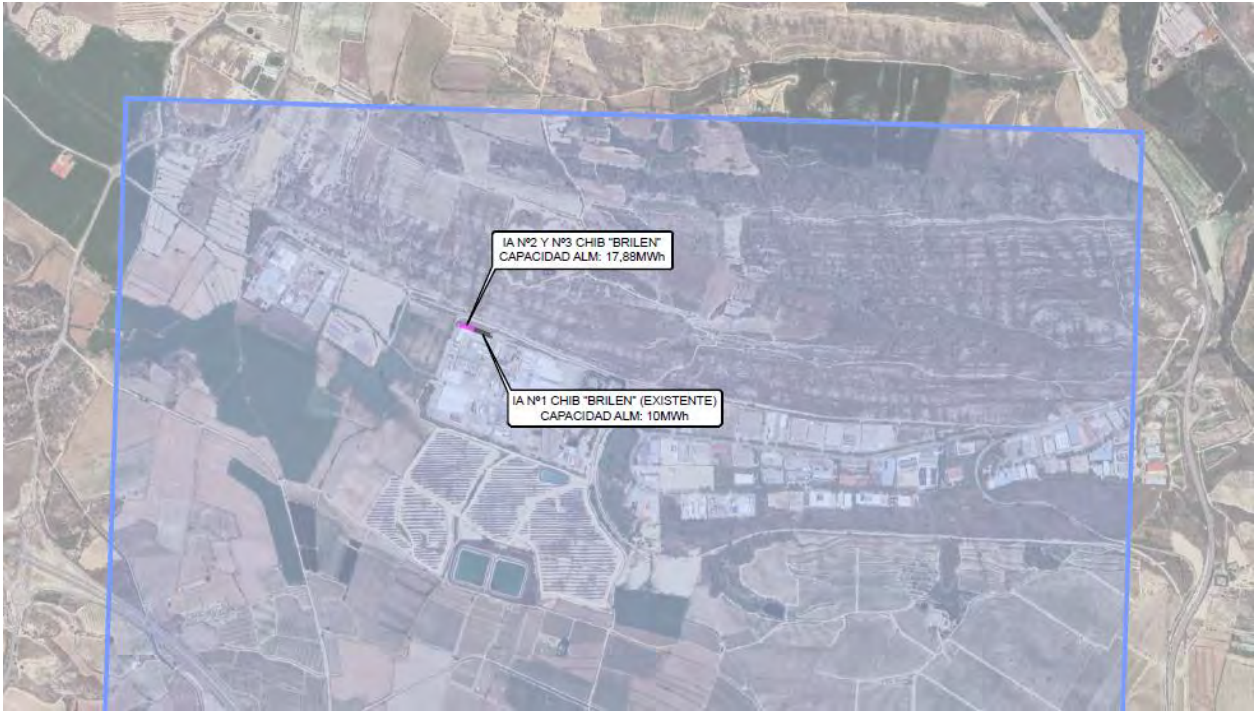 IA Nº2 Y Nº3 CHIB "BRILEN"
CAPACIDAD ALM: 17,88MWh
IA Nº1 CHIB "BRILEN" (EXISTENTE)
CAPACIDAD ALM: 10MWh